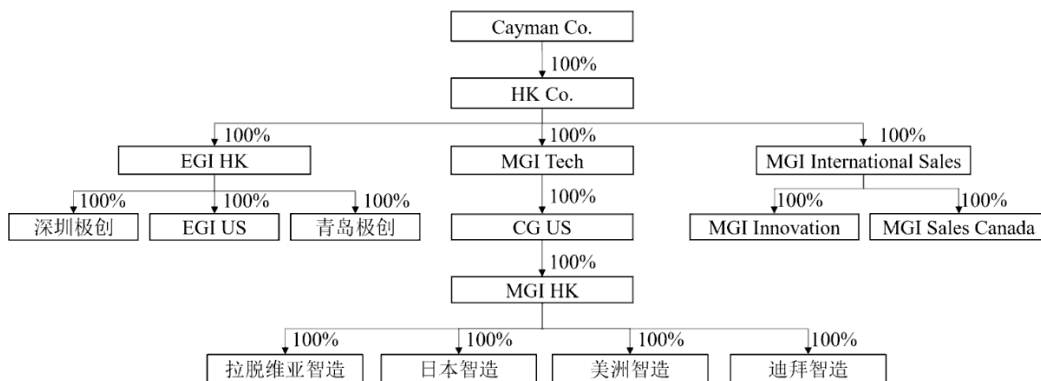 Cayman Co.
100%
HK Co.
100% 100% 100%
EGI HK MGI Tech MGI International Sales
100% 100% 100% 100% 100% 100%
深圳极创 EGI US 青岛极创 CG US MGI Innovation MGI Sales Canada
100%
MGI HK
100% 100% 100% 100%
拉脱维亚智造 日本智造 美洲智造 迪拜智造